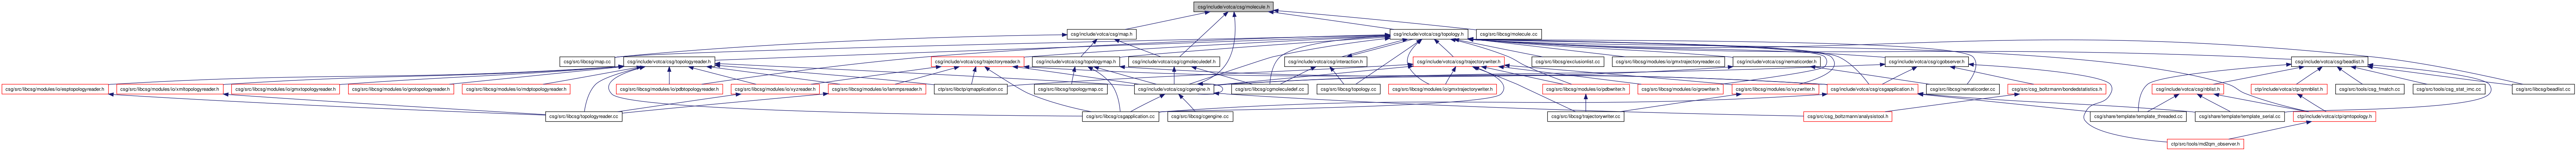 csg/include/votca/csg/molecule.h
csg/include/votca/csg/map.h
csg/include/votca/csg/topology.h
csg/src/libcsg/molecule.cc
csg/src/libcsg/map.cc
csg/include/votca/csg/topologyreader.h
csg/include/votca/csg/trajectoryreader.h
csg/include/votca/csg/topologymap.h
csg/include/votca/csg/cgmoleculedef.h
csg/include/votca/csg/interaction.h
csg/include/votca/csg/trajectorywriter.h
csg/src/libcsg/exclusionlist.cc
csg/src/libcsg/modules/io/gmxtrajectoryreader.cc
csg/include/votca/csg/nematicorder.h
csg/include/votca/csg/cgobserver.h
csg/include/votca/csg/beadlist.h
csg/src/libcsg/modules/io/esptopologyreader.h
csg/src/libcsg/modules/io/xmltopologyreader.h
csg/src/libcsg/modules/io/gmxtopologyreader.h
csg/src/libcsg/modules/io/grotopologyreader.h
csg/src/libcsg/modules/io/mdptopologyreader.h
csg/src/libcsg/modules/io/pdbtopologyreader.h
csg/src/libcsg/modules/io/xyzreader.h
csg/src/libcsg/modules/io/lammpsreader.h
ctp/src/libctp/qmapplication.cc
csg/src/libcsg/topologymap.cc
csg/include/votca/csg/cgengine.h
csg/src/libcsg/cgmoleculedef.cc
csg/src/libcsg/topology.cc
csg/src/libcsg/modules/io/gmxtrajectorywriter.h
csg/src/libcsg/modules/io/pdbwriter.h
csg/src/libcsg/modules/io/growriter.h
csg/src/libcsg/modules/io/xyzwriter.h
csg/include/votca/csg/csgapplication.h
csg/src/libcsg/nematicorder.cc
csg/src/csg_boltzmann/bondedstatistics.h
csg/include/votca/csg/nblist.h
ctp/include/votca/ctp/qmnblist.h
csg/src/tools/csg_fmatch.cc
csg/src/tools/csg_stat_imc.cc
csg/src/libcsg/beadlist.cc
csg/src/libcsg/topologyreader.cc
csg/src/libcsg/csgapplication.cc
csg/src/libcsg/cgengine.cc
csg/src/libcsg/trajectorywriter.cc
csg/src/csg_boltzmann/analysistool.h
csg/share/template/template_threaded.cc
csg/share/template/template_serial.cc
ctp/include/votca/ctp/qmtopology.h
ctp/src/tools/md2qm_observer.h